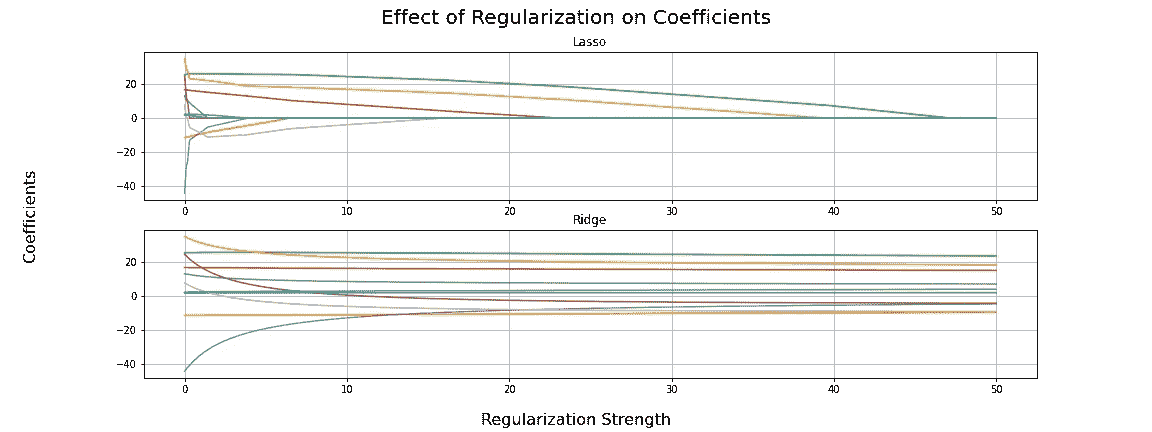 Effect of Regularization on Coefficients
Lasso
20
0
−20
−40
0 10 20 30 40 50
Coefficients
Ridge
20
0
−20
−40
0 10 20 30 40 50
Regularization Strength